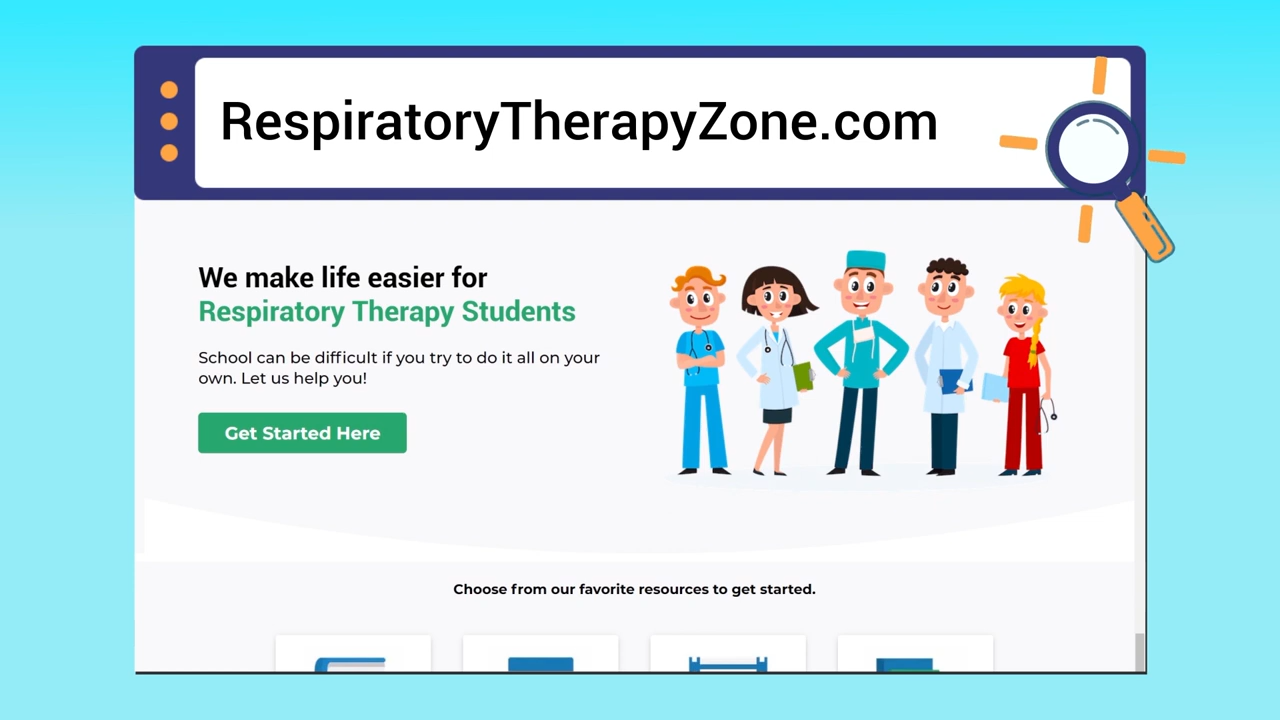 RespiratoryTherapyZone.com
We make life easier for
Respiratory Therapy Students
School can be difficult if you try to do it all on your
own. Let us help you!
Get Started Here
Choose from our favorite resources to get started.